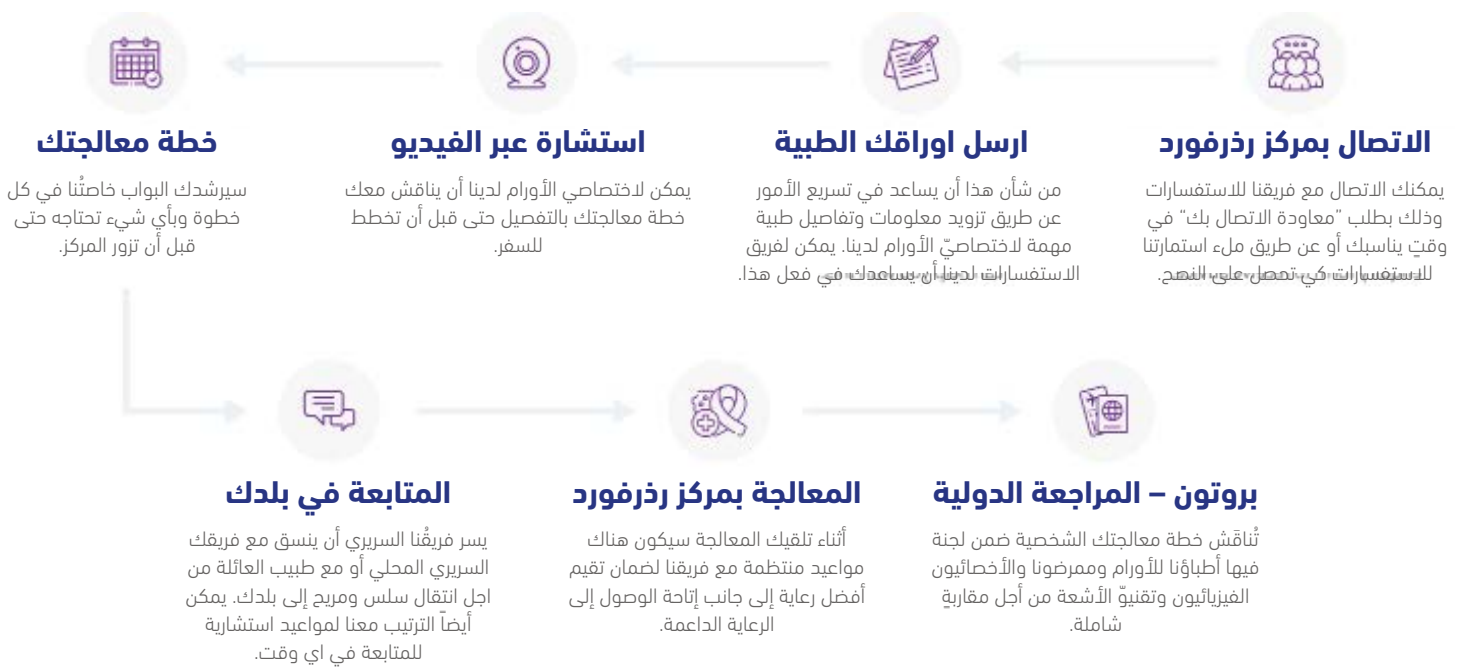 الاتصال بمركز رذرفورد
يمكنك الاتصال مع فريقنا للاستفسارات
وذلك بطلب "معاودة الاتصال بك" في
وقتٍ يناسبك أو عن طريق ملء استمارتنا
للاستفسارات كي تحصل على النصح.
ارسل اوراقك الطبية
من شأن هذا أن يساعد في تسريع الأمور
عن طريق تزويد معلومات وتفاصيل طبية
مهمة لاختصاصيّ الأورام لدينا. يمكن لفريق
الاستفسارات لدينا أن يساعدك في فعل هذا.
استشارة عبر الفيديو
يمكن لاختصاصي الأورام لدينا أن يناقش معك
خطة معالجتك بالتفصيل حتى قبل أن تخطط
للسفر.
خطة معالجتك
سيرشدك البواب خاصتُنا في كل
خطوة وبأي شيء تحتاجه حتى
قبل أن تزور المركز.
المتابعة في بلدك
يسر فريقُنا السريري أن ينسق مع فريقك
السريري المحلي أو مع طبيب العائلة من
اجل انتقال سلس ومريح إلى بلدك. يمكن
أيضاً الترتيب معنا لمواعيد استشارية
للمتابعة في اي وقت.
المعالجة بمركز رذرفورد
أثناء تلقيك المعالجة سيكون هناك
مواعيد منتظمة مع فريقنا لضمان تقيم
أفضل رعاية إلى جانب إتاحة الوصول إلى
الرعاية الداعمة.
بروتون – المراجعة الدولية
تُناقَش خطة معالجتك الشخصية ضمن لجنة
فيها أطباؤنا للأورام وممرضونا والأخصائيون
الفيزيائيون وتقنيوّ الأشعة من أجل مقاربةٍ
شاملة.